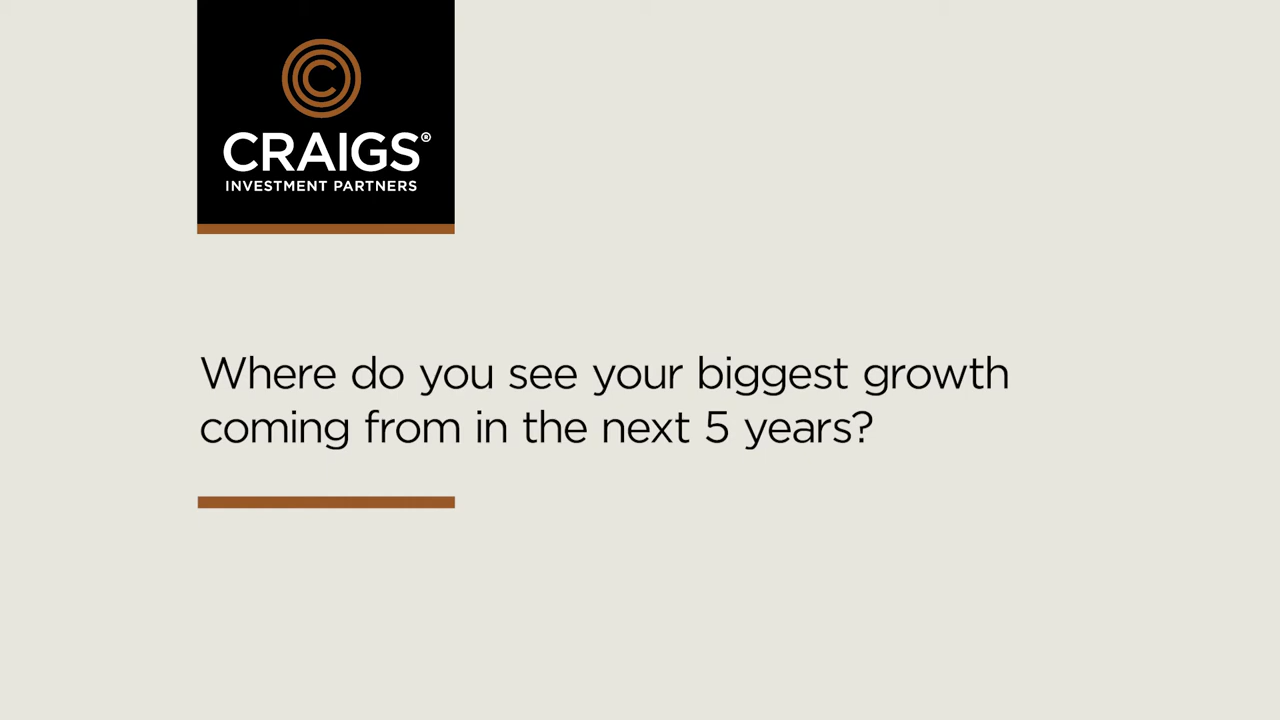 CRAIGS®
INVESTMENT PARTNERS
Where do you see your biggest growth
coming from in the next 5 years?